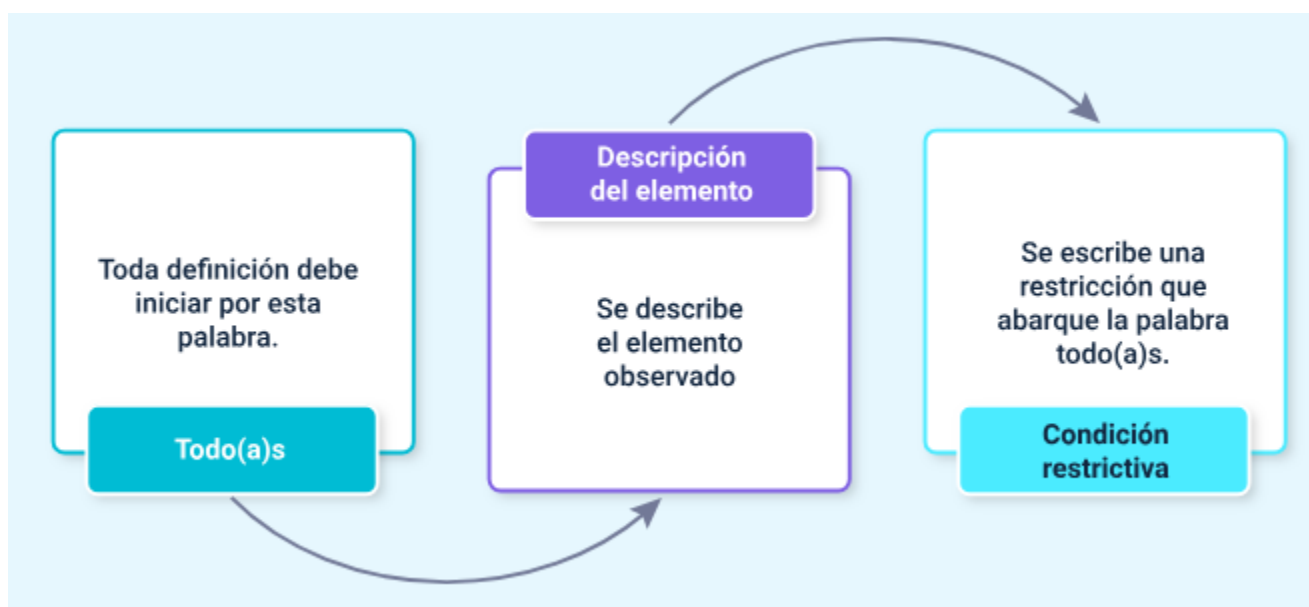 Toda definición debe
iniciar por esta
palabra.
Todo(a)s
Descripción
del elemento
Se describe
el elemento
observado
Se escribe una
restricción que
abarque la palabra
todo(a)s.
Condición
restrictiva